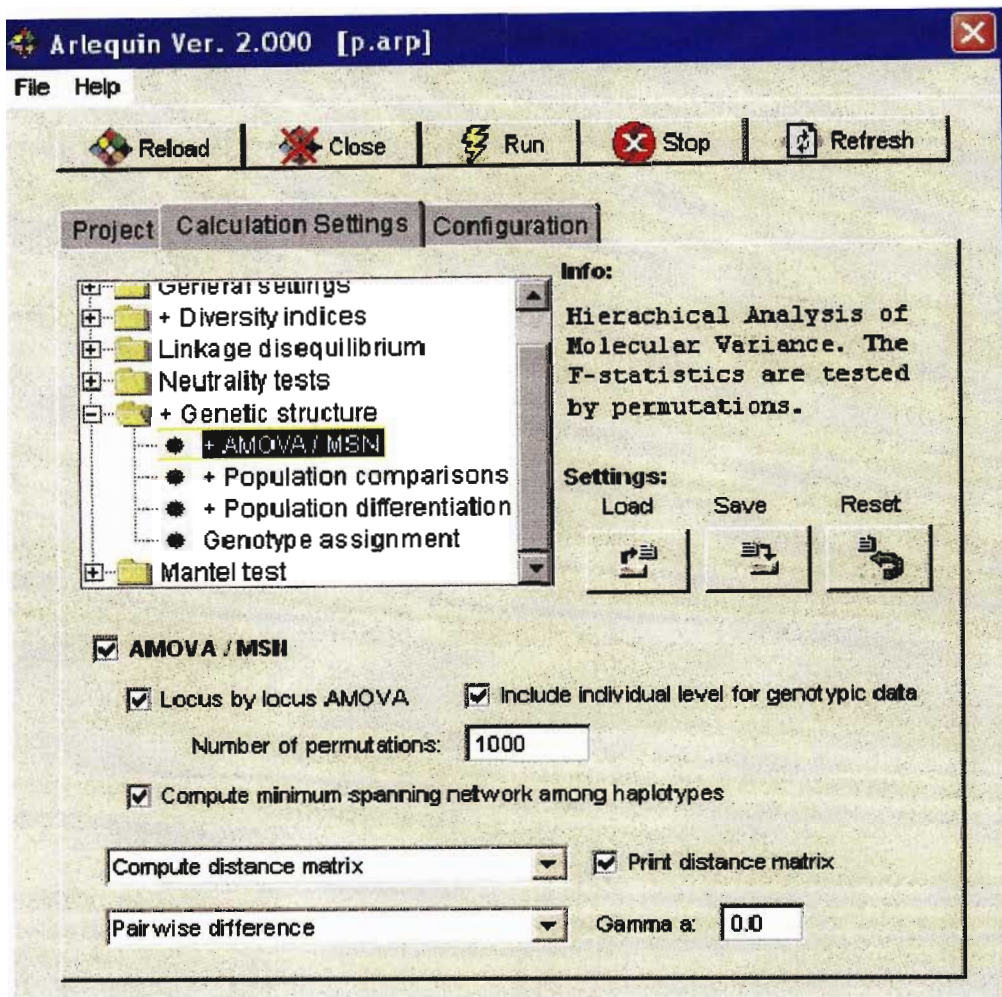 Arlequin Ver. 2.000 [p.arp]
File Help
Reload Close Run Stop Refresh
Project Calculation Settings Configuration
General settings
+ Diversity indices
Linkage disequilibrium
Neutrality tests
+ Genetic structure
+ AMOVA / MSN
+ Population comparisons
+ Population differentiation
Genotype assignment
Mantel test
Info:
Hierachical Analysis of
Molecular Variance. The
F-statistics are tested
by permutations.
Settings:
Load Save Reset
AMOVA / MSN
Locus by locus AMOVA Include individual level for genotypic data
Number of permutations: 1000
Compute minimum spanning network among haplotypes
Compute distance matrix Print distance matrix
Pairwise difference Gamma a: 0.0